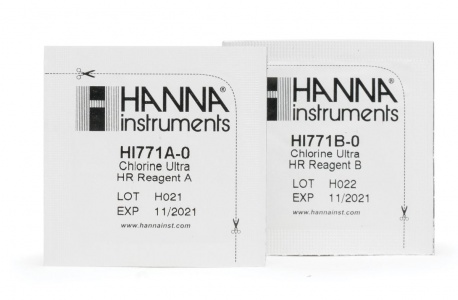 HANNA®
instruments
HI771A-0
Chlorine Ultra
HR Reagent A
LOT H021
EXP 11/2021
www.hannainst.com
HANNA®
instruments
HI771B-0
Chlorine Ultra
HR Reagent B
LOT H022
EXP 11/2021
www.hannainst.com